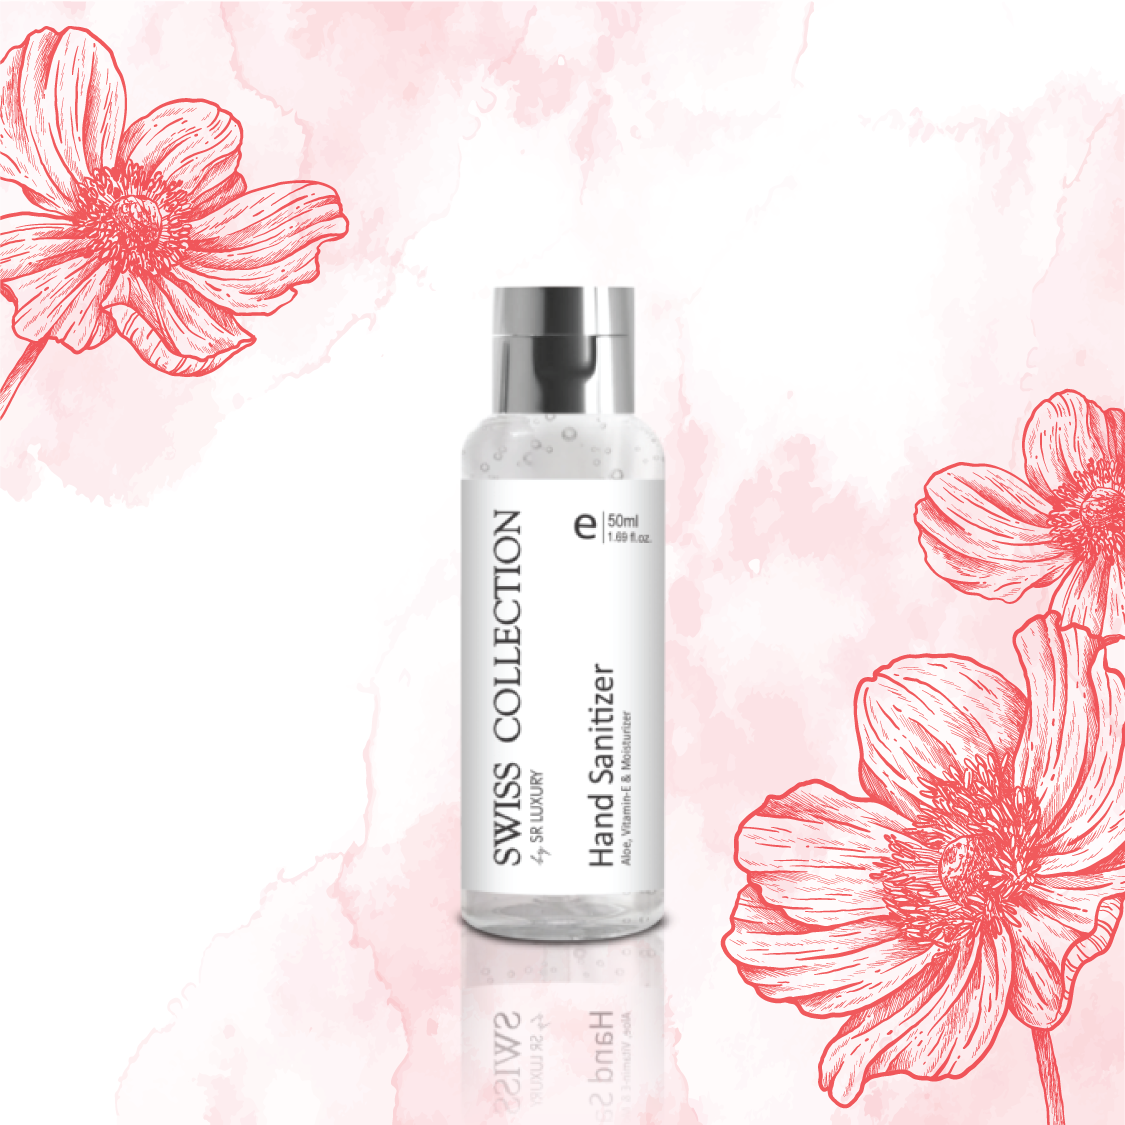 SWISS COLLECTION
by SR LUXURY
e 50ml
1.69 fl.oz.
Hand Sanitizer
Aloe, Vitamin-E & Moisturizer